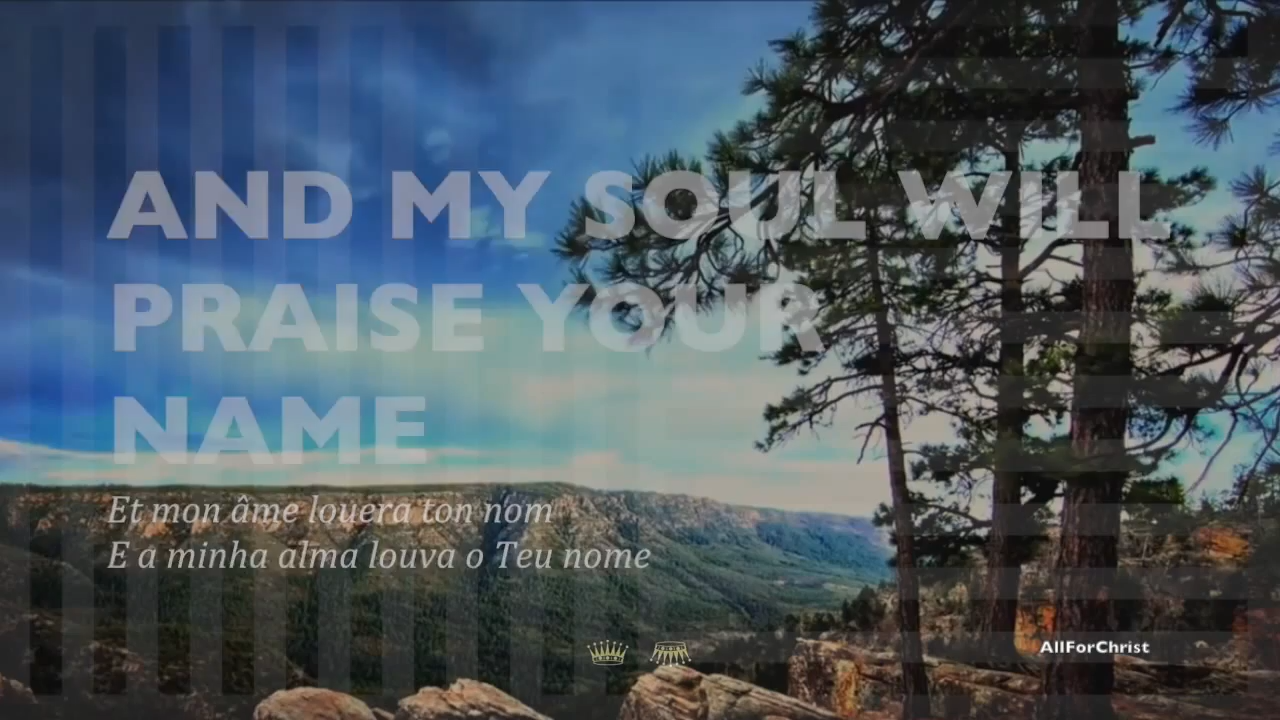 AND MY SOUL WILL
PRAISE YOUR
NAME
Et mon âme louera ton nom
E a minha alma louva o Teu nome
AllForChrist